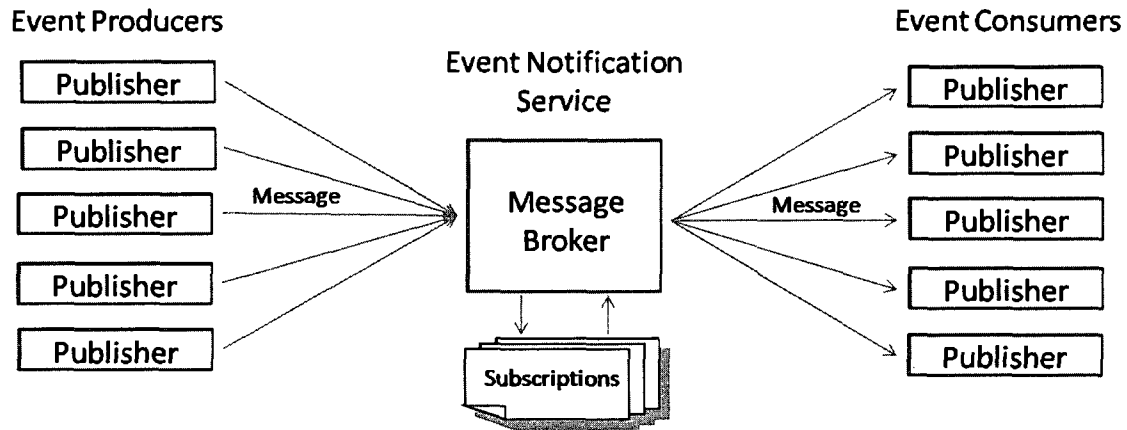 Event Producers
Publisher
Publisher
Publisher
Publisher
Publisher
Message
Event Notification
Service
Message
Broker
Subscriptions
Message
Event Consumers
Publisher
Publisher
Publisher
Publisher
Publisher